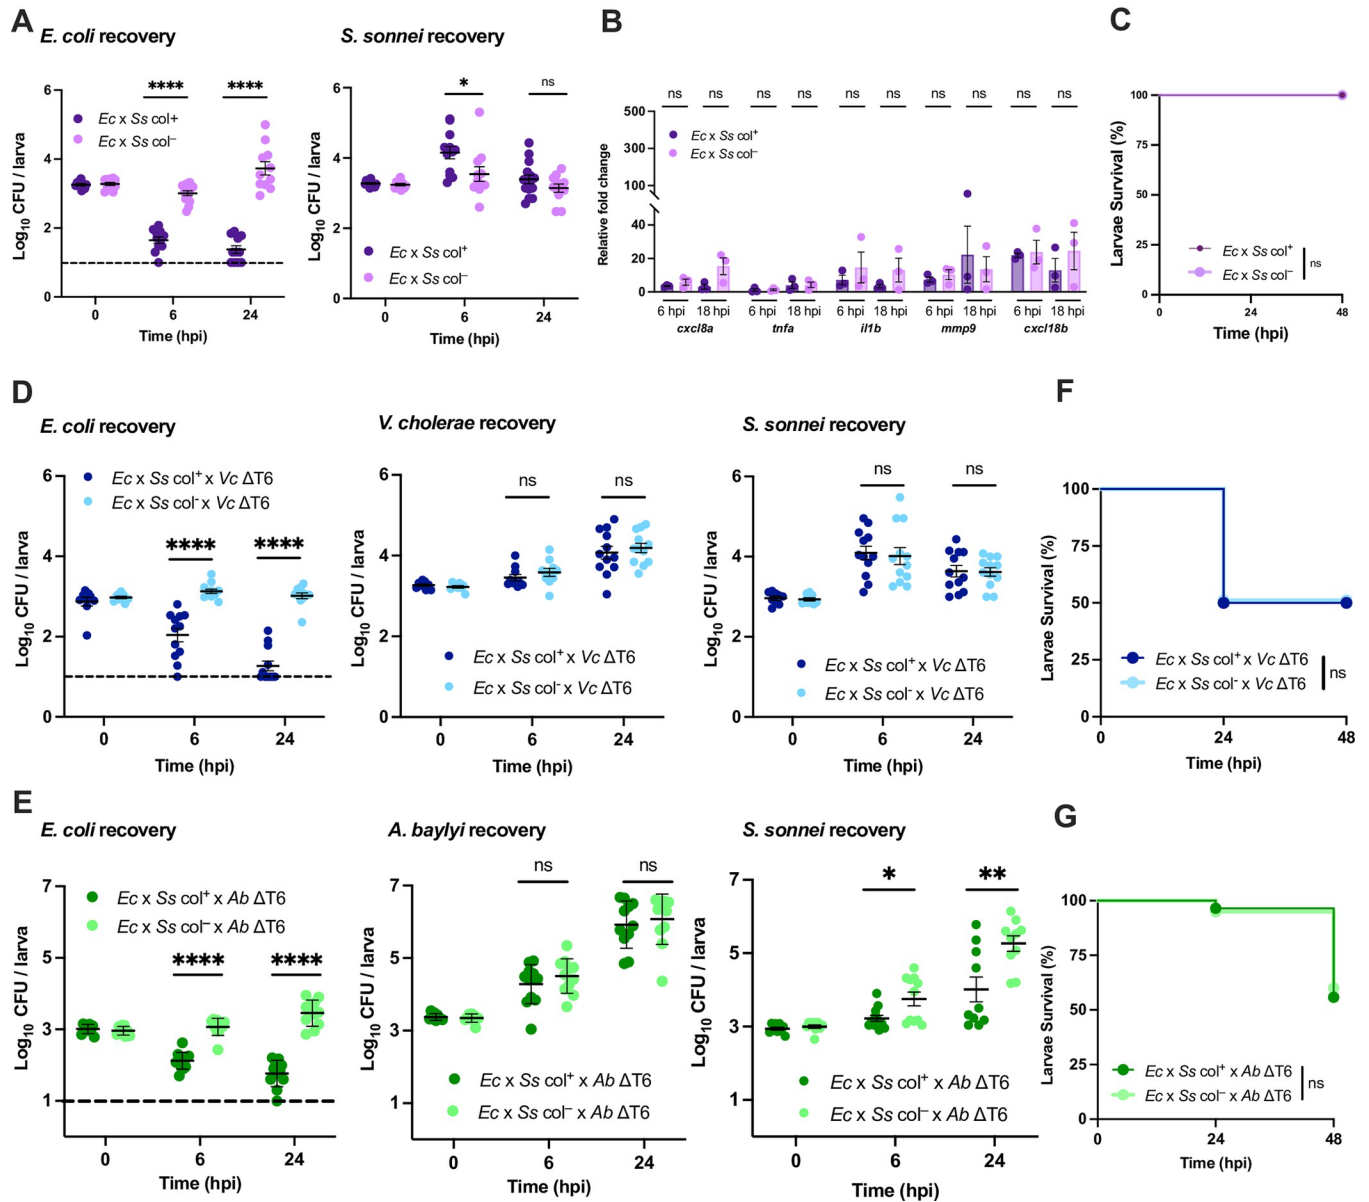 A
E. coli recovery
****
****
Ec x Ss col+
Ec x Ss col–
Log10 CFU / larva
6
4
2
0
0
6
24
Time (hpi)
S. sonnei recovery
*
ns
Log10 CFU / larva
6
4
2
0
Ec x Ss col+
Ec x Ss col–
0
6
24
Time (hpi)
B
ns ns ns ns ns ns ns ns ns ns
Ec x Ss col+
Ec x Ss col–
Relative fold change
500
300
100
40
20
0
6 hpi 18 hpi 6 hpi 18 hpi 6 hpi 18 hpi 6 hpi 18 hpi 6 hpi 18 hpi
cxcl8a tnfa il1b mmp9 cxcl18b
C
Larvae Survival (%)
100
75
50
25
0
Ec x Ss col+
Ec x Ss col–
ns
0
24
48
Time (hpi)
D
E. coli recovery
Ec x Ss col+ x Vc ΔT6
Ec x Ss col- x Vc ΔT6
****
****
Log10 CFU / larva
6
4
2
0
0
6
24
Time (hpi)
V. cholerae recovery
ns
ns
Log10 CFU / larva
6
4
2
0
Ec x Ss col+ x Vc ΔT6
Ec x Ss col- x Vc ΔT6
0
6
24
Time (hpi)
S. sonnei recovery
ns
ns
Log10 CFU / larva
6
4
2
0
Ec x Ss col+ x Vc ΔT6
Ec x Ss col- x Vc ΔT6
0
6
24
Time (hpi)
F
Larvae Survival (%)
100
75
50
25
0
Ec x Ss col+ x Vc ΔT6
Ec x Ss col- x Vc ΔT6
ns
0
24
48
Time (hpi)
E
E. coli recovery
Ec x Ss col+ x Ab ΔT6
Ec x Ss col– x Ab ΔT6
****
****
Log10 CFU / larva
7
5
3
1
0
6
24
Time (hpi)
A. baylyi recovery
ns
ns
Log10 CFU / larva
7
5
3
1
Ec x Ss col+ x Ab ΔT6
Ec x Ss col– x Ab ΔT6
0
6
24
Time (hpi)
S. sonnei recovery
*
**
Log10 CFU / larva
7
5
3
1
Ec x Ss col+ x Ab ΔT6
Ec x Ss col– x Ab ΔT6
0
6
24
Time (hpi)
G
Larvae Survival (%)
100
75
50
25
0
Ec x Ss col+ x Ab ΔT6
Ec x Ss col– x Ab ΔT6
ns
0
24
48
Time (hpi)